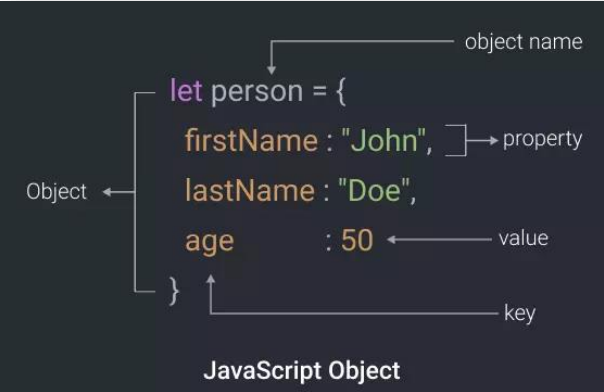 object name
let person = {
firstName : "John",
property
Object
lastName : "Doe",
age : 50
value
}
key
JavaScript Object